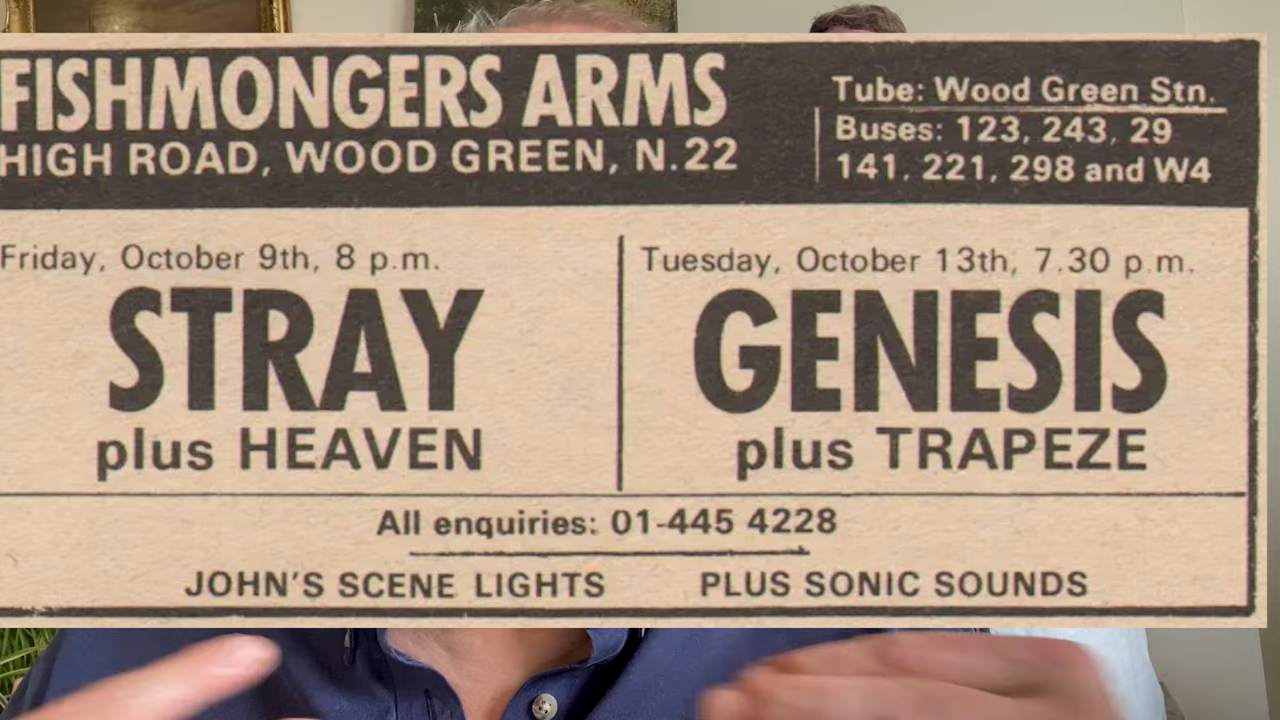 FISHMONGERS ARMS
HIGH ROAD, WOOD GREEN, N.22
Tube: Wood Green Stn.
Buses: 123, 243, 29
141, 221, 298 and W4
Friday, October 9th, 8 p.m.
STRAY
plus HEAVEN
Tuesday, October 13th, 7.30 p.m.
GENESIS
plus TRAPEZE
All enquiries: 01-445 4228
JOHN'S SCENE LIGHTS PLUS SONIC SOUNDS